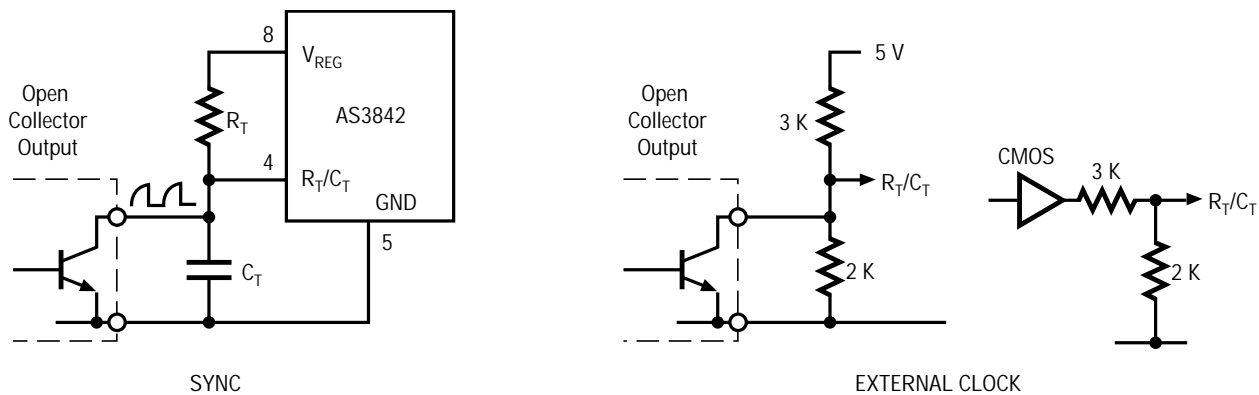 Open
Collector
Output
8
V_REG
R_T
AS3842
4
R_T/C_T
GND
5
C_T
SYNC
Open
Collector
Output
5 V
3 K
R_T/C_T
2 K
CMOS
3 K
R_T/C_T
2 K
EXTERNAL CLOCK